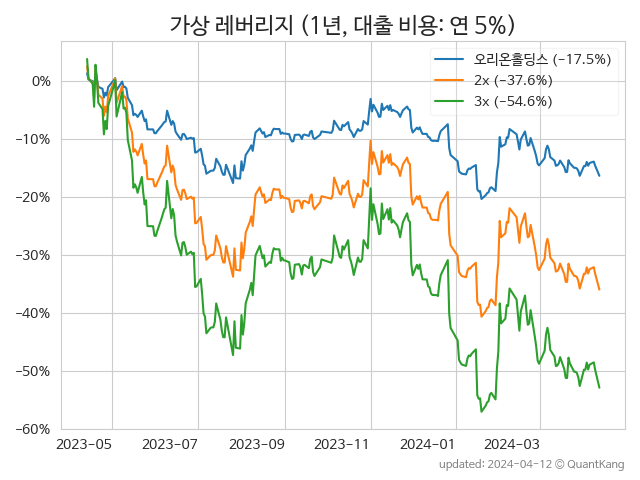 가상 레버리지 (1년, 대출 비용: 연 5%)
오리온홀딩스 (−17.5%)
2x (−37.6%)
3x (−54.6%)
0%
−10%
−20%
−30%
−40%
−50%
−60%
2023-05 2023-07 2023-09 2023-11 2024-01 2024-03
updated: 2024-04-12 © QuantKang